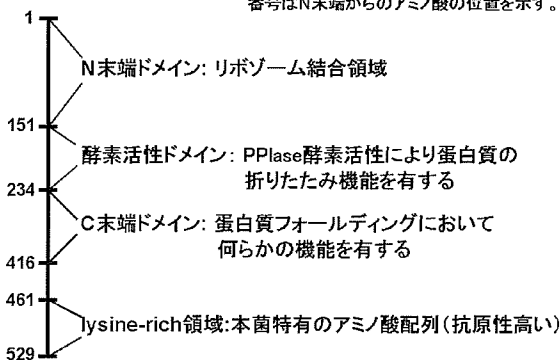 番号はN末端からのアミノ酸の位置を示す。
1
N末端ドメイン: リボゾーム結合領域
151
酵素活性ドメイン: PPIase酵素活性により蛋白質の
折りたたみ機能を有する
234
C末端ドメイン: 蛋白質フォールディングにおいて
何らかの機能を有する
416
461
lysine-rich領域:本菌特有のアミノ酸配列(抗原性高い)
529